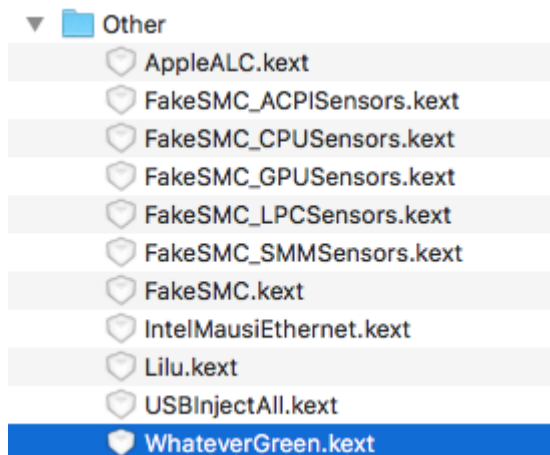 Other
AppleALC.kext
FakeSMC_ACPISensors.kext
FakeSMC_CPUSensors.kext
FakeSMC_GPUSensors.kext
FakeSMC_LPCSensors.kext
FakeSMC_SMMSensors.kext
FakeSMC.kext
IntelMausiEthernet.kext
Lilu.kext
USBInjectAll.kext
WhateverGreen.kext